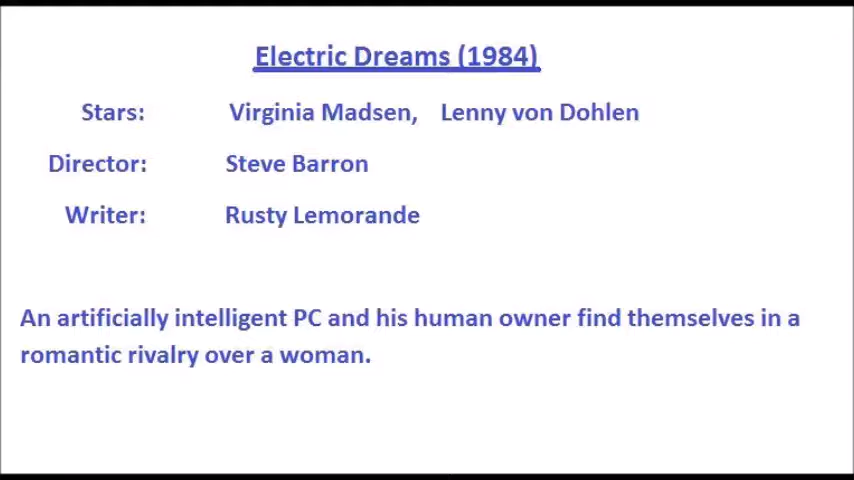 Electric Dreams (1984)
Stars: Virginia Madsen, Lenny von Dohlen
Director: Steve Barron
Writer: Rusty Lemorande
An artificially intelligent PC and his human owner find themselves in a
romantic rivalry over a woman.